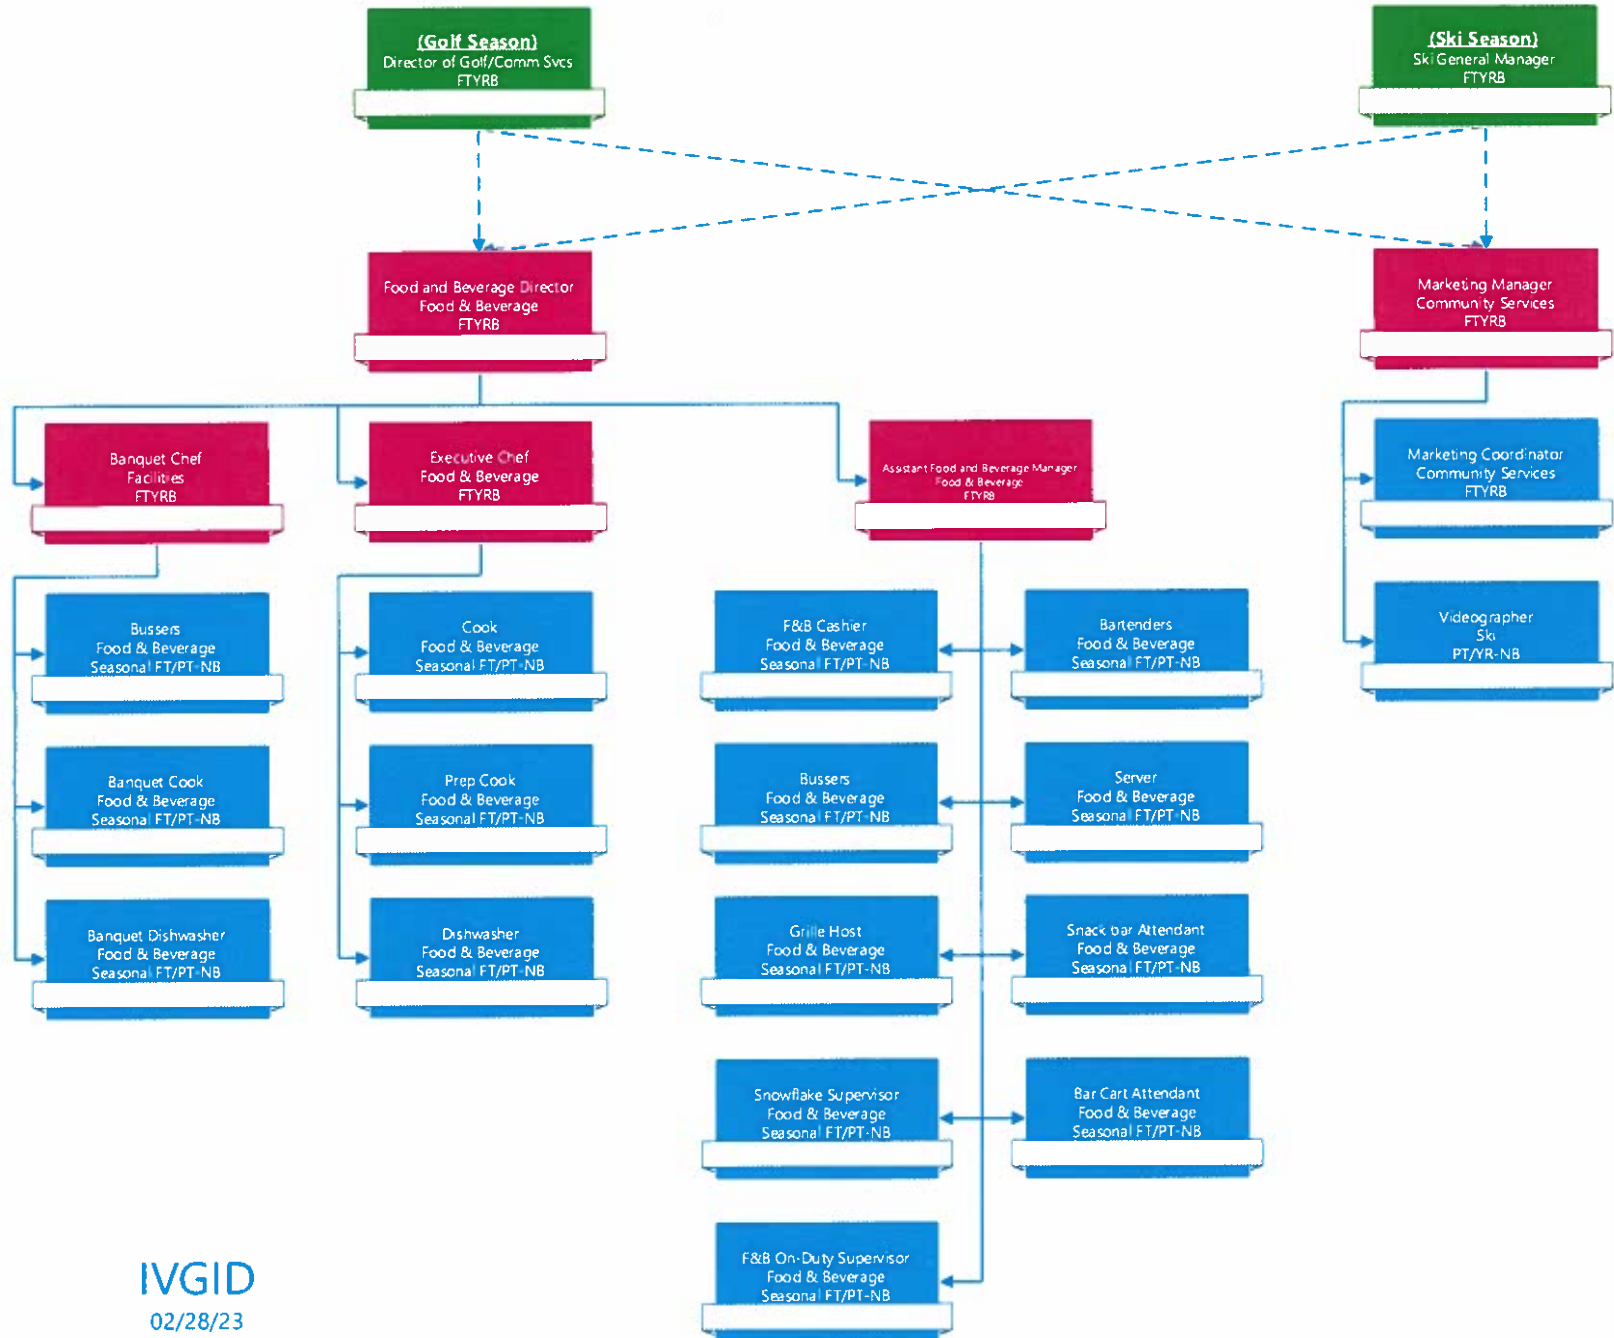 (Golf Season)
Director of Golf/Comm Svcs
FTYRB
(Ski Season)
Ski General Manager
FTYRB
Food and Beverage Director
Food & Beverage
FTYRB
Marketing Manager
Community Services
FTYRB
Banquet Chef
Facilities
FTYRB
Executive Chef
Food & Beverage
FTYRB
Assistant Food and Beverage Manager
Food & Beverage
FTYRB
Marketing Coordinator
Community Services
FTYRB
Bussers
Food & Beverage
Seasonal FT/PT-NB
Cook
Food & Beverage
Seasonal FT/PT-NB
F&B Cashier
Food & Beverage
Seasonal FT/PT-NB
Bartenders
Food & Beverage
Seasonal FT/PT-NB
Videographer
Ski
PT/YR-NB
Banquet Cook
Food & Beverage
Seasonal FT/PT-NB
Prep Cook
Food & Beverage
Seasonal FT/PT-NB
Bussers
Food & Beverage
Seasonal FT/PT-NB
Server
Food & Beverage
Seasonal FT/PT-NB
Banquet Dishwasher
Food & Beverage
Seasonal FT/PT-NB
Dishwasher
Food & Beverage
Seasonal FT/PT-NB
Grille Host
Food & Beverage
Seasonal FT/PT-NB
Snack bar Attendant
Food & Beverage
Seasonal FT/PT-NB
Snowflake Supervisor
Food & Beverage
Seasonal FT/PT-NB
Bar Cart Attendant
Food & Beverage
Seasonal FT/PT-NB
F&B On-Duty Supervisor
Food & Beverage
Seasonal FT/PT-NB
IVGID
02/28/23